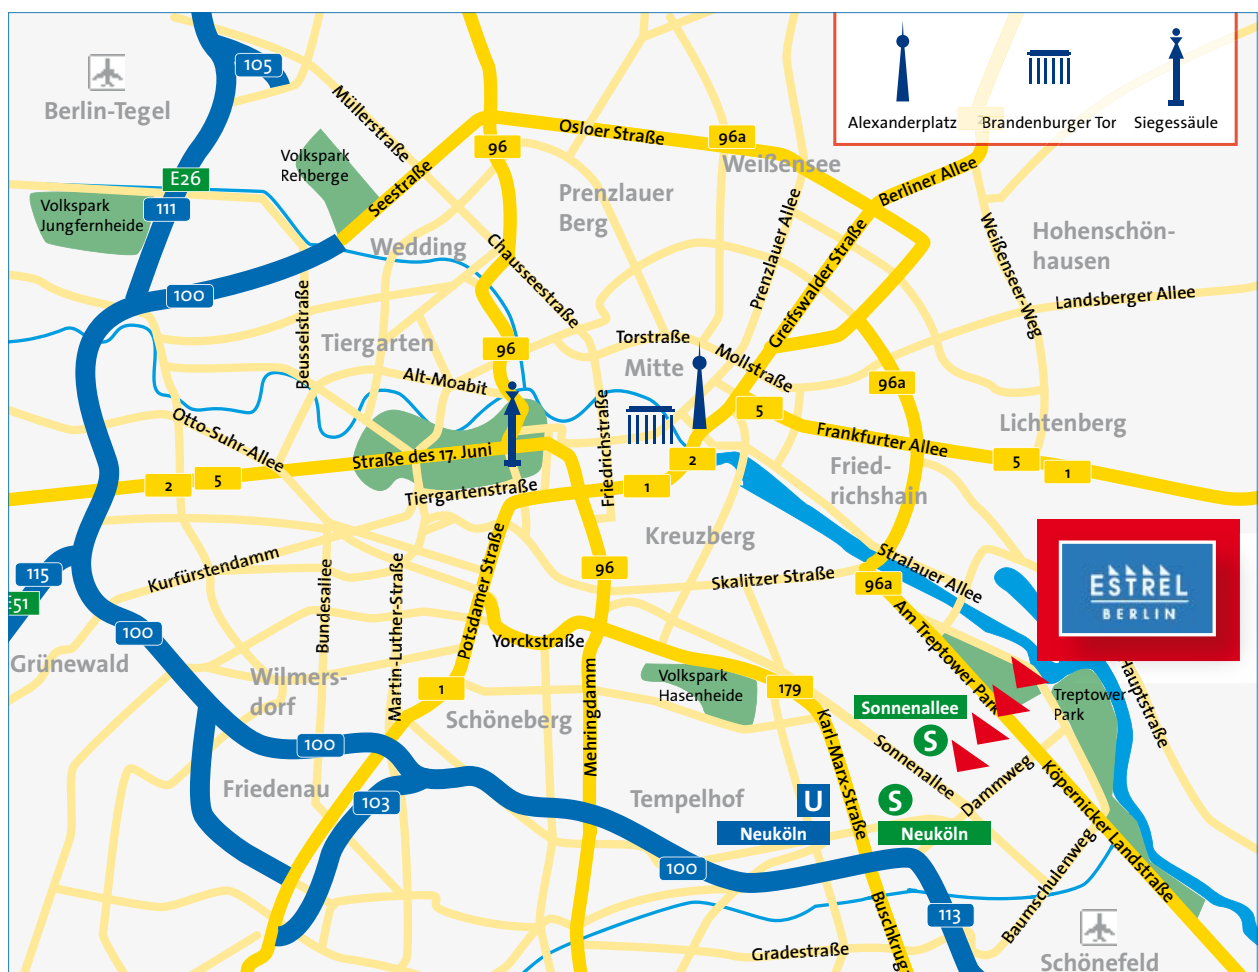 105
Berlin-Tegel
Müllerstraße
96
Osloer Straße
96a
Weißensee
Alexanderplatz
Brandenburger Tor
Siegessäule
Berliner Allee
Volkspark
Rehberge
Seestraße
E26
111
Volkspark
Jungfernheide
Wedding
Prenzlauer
Berg
Prenzlauer Allee
Greifswalder Straße
Weißenseer-Weg
Hohenschön-
hausen
Landsberger Allee
Chausseestraße
100
Beusselstraße
Tiergarten
96
Torstraße
Mitte
Mollstraße
96a
Alt-Moabit
Friedrichstraße
5
Frankfurter Allee
Lichtenberg
Otto-Suhr-Allee
Straße des 17. Juni
2
5
Tiergartenstraße
1
2
Fried-
richshain
5
1
Kreuzberg
ESTREL
BERLIN
115
E51
Kurfürstendamm
Bundesallee
Martin-Luther-Straße
Potsdamer Straße
96
Skalitzer Straße
96a
Stralauer Allee
100
Grünewald
Wilmers-
dorf
Yorckstraße
Am Treptower Park
1
Schöneberg
Mehringdamm
Volkspark
Hasenheide
179
Sonnenallee
S
Treptower
Park
Hauptstraße
100
Friedenau
103
Tempelhof
U
Neuköln
Karl-Marx-Straße
S
Neuköln
Sonnenallee
Dammweg
Köpernicker Landstraße
100
Baumschulenweg
113
Buschkrug
Gradestraße
Schönefeld